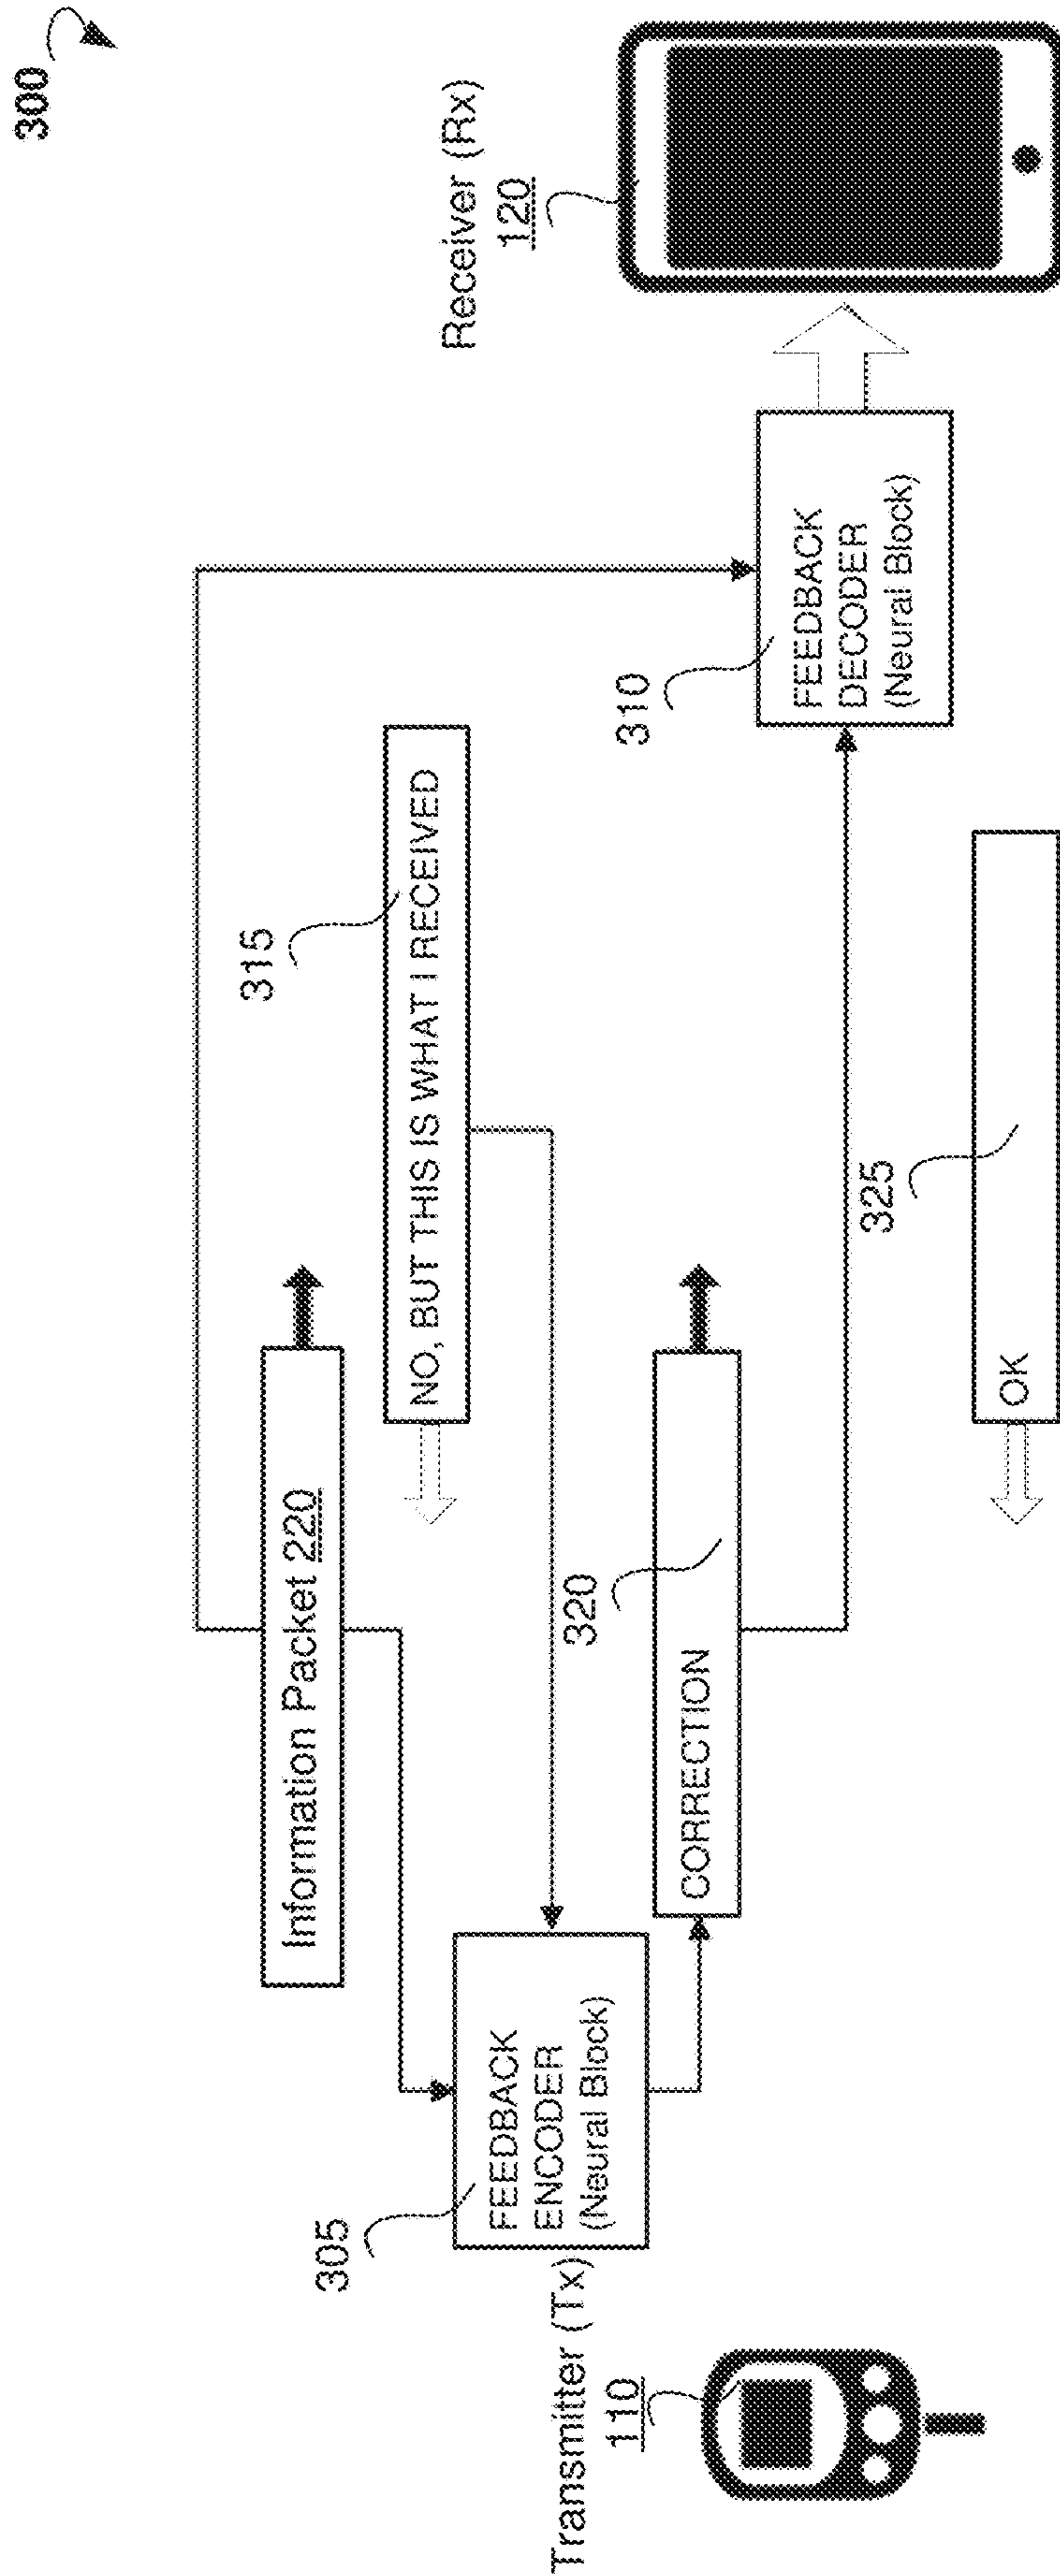 300
Receiver (Rx)
120
315
Information Packet 220
NO, BUT THIS IS WHAT I RECEIVED
305
FEEDBACK
ENCODER
(Neural Block)
Transmitter (Tx)
110
320
CORRECTION
310
FEEDBACK
DECODER
(Neural Block)
325
OK